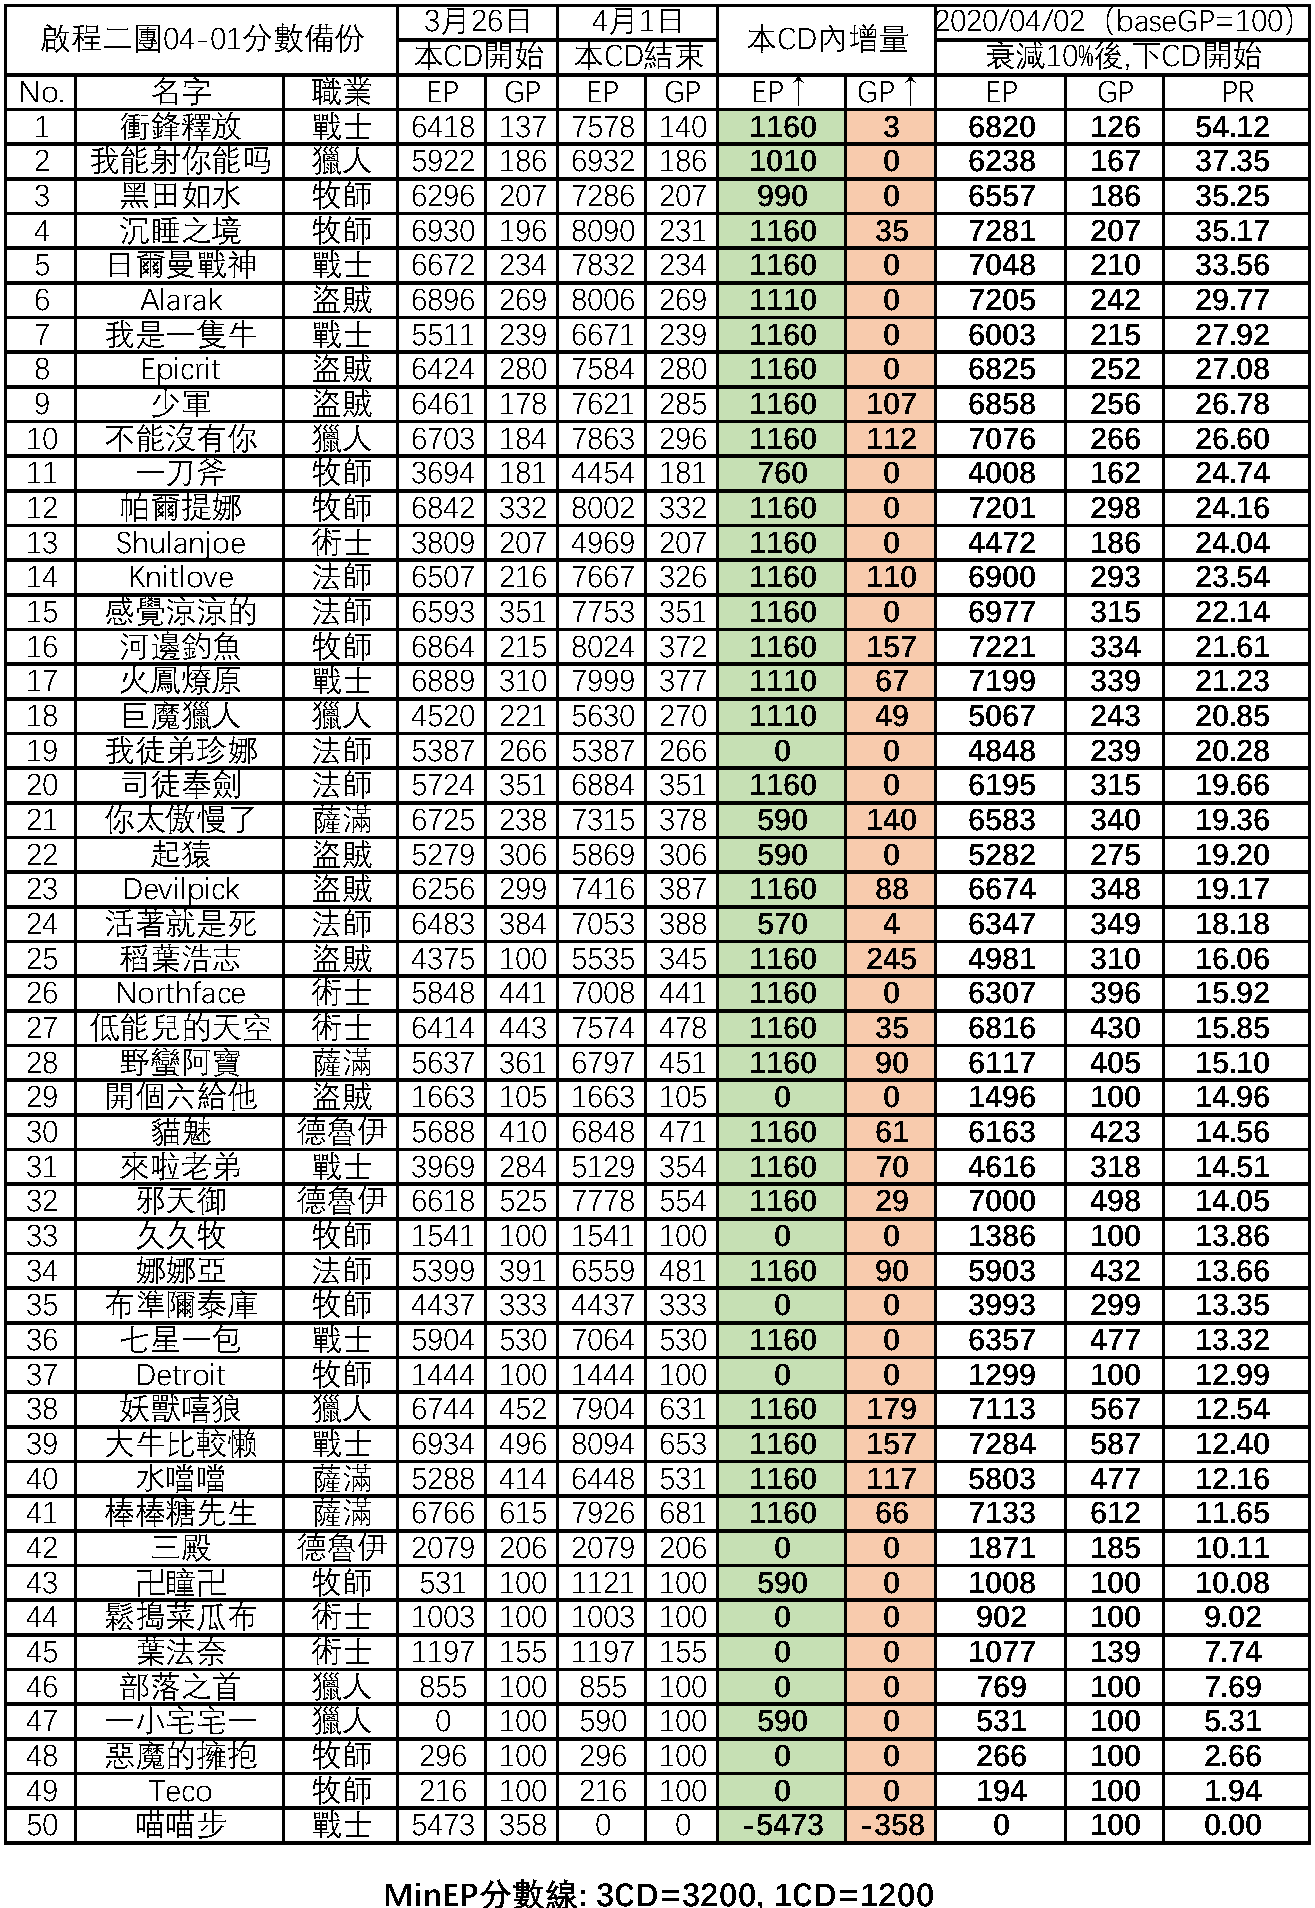 啟程二團04-01分數備份 3月26日 4月1日 本CD內增量 2020/04/02（baseGP=100）
本CD開始 本CD結束 衰減10%後,下CD開始
No. 名字 職業 EP GP EP GP EP↑ GP↑ EP GP PR
1 衝鋒釋放 戰士 6418 137 7578 140 1160 3 6820 126 54.12
2 我能射你能吗 獵人 5922 186 6932 186 1010 0 6238 167 37.35
3 黑田如水 牧師 6296 207 7286 207 990 0 6557 186 35.25
4 沉睡之境 牧師 6930 196 8090 231 1160 35 7281 207 35.17
5 日爾曼戰神 戰士 6672 234 7832 234 1160 0 7048 210 33.56
6 Alarak 盜賊 6896 269 8006 269 1110 0 7205 242 29.77
7 我是一隻牛 戰士 5511 239 6671 239 1160 0 6003 215 27.92
8 Epicrit 盜賊 6424 280 7584 280 1160 0 6825 252 27.08
9 少軍 盜賊 6461 178 7621 285 1160 107 6858 256 26.78
10 不能沒有你 獵人 6703 184 7863 296 1160 112 7076 266 26.60
11 一刀斧 牧師 3694 181 4454 181 760 0 4008 162 24.74
12 帕爾提娜 牧師 6842 332 8002 332 1160 0 7201 298 24.16
13 Shulanjoe 術士 3809 207 4969 207 1160 0 4472 186 24.04
14 Knitlove 法師 6507 216 7667 326 1160 110 6900 293 23.54
15 感覺涼涼的 法師 6593 351 7753 351 1160 0 6977 315 22.14
16 河邊釣魚 牧師 6864 215 8024 372 1160 157 7221 334 21.61
17 火鳳燎原 戰士 6889 310 7999 377 1110 67 7199 339 21.23
18 巨魔獵人 獵人 4520 221 5630 270 1110 49 5067 243 20.85
19 我徒弟珍娜 法師 5387 266 5387 266 0 0 4848 239 20.28
20 司徒奉劍 法師 5724 351 6884 351 1160 0 6195 315 19.66
21 你太傲慢了 薩滿 6725 238 7315 378 590 140 6583 340 19.36
22 起猿 盜賊 5279 306 5869 306 590 0 5282 275 19.20
23 Devilpick 盜賊 6256 299 7416 387 1160 88 6674 348 19.17
24 活著就是死 法師 6483 384 7053 388 570 4 6347 349 18.18
25 稻葉浩志 盜賊 4375 100 5535 345 1160 245 4981 310 16.06
26 Northface 術士 5848 441 7008 441 1160 0 6307 396 15.92
27 低能兒的天空 術士 6414 443 7574 478 1160 35 6816 430 15.85
28 野蠻阿寶 薩滿 5637 361 6797 451 1160 90 6117 405 15.10
29 開個六給他 盜賊 1663 105 1663 105 0 0 1496 100 14.96
30 貓魅 德魯伊 5688 410 6848 471 1160 61 6163 423 14.56
31 來啦老弟 戰士 3969 284 5129 354 1160 70 4616 318 14.51
32 邪天御 德魯伊 6618 525 7778 554 1160 29 7000 498 14.05
33 久久牧 牧師 1541 100 1541 100 0 0 1386 100 13.86
34 娜娜亞 法師 5399 391 6559 481 1160 90 5903 432 13.66
35 布準隬泰庫 牧師 4437 333 4437 333 0 0 3993 299 13.35
36 七星一包 戰士 5904 530 7064 530 1160 0 6357 477 13.32
37 Detroit 牧師 1444 100 1444 100 0 0 1299 100 12.99
38 妖獸嘻狼 獵人 6744 452 7904 631 1160 179 7113 567 12.54
39 大牛比較懒 戰士 6934 496 8094 653 1160 157 7284 587 12.40
40 水噹噹 薩滿 5288 414 6448 531 1160 117 5803 477 12.16
41 棒棒糖先生 薩滿 6766 615 7926 681 1160 66 7133 612 11.65
42 三殿 德魯伊 2079 206 2079 206 0 0 1871 185 10.11
43 卍瞳卍 牧師 531 100 1121 100 590 0 1008 100 10.08
44 鬆搗菜瓜布 術士 1003 100 1003 100 0 0 902 100 9.02
45 葉法奈 術士 1197 155 1197 155 0 0 1077 139 7.74
46 部落之首 獵人 855 100 855 100 0 0 769 100 7.69
47 一小宅宅一 獵人 0 100 590 100 590 0 531 100 5.31
48 惡魔的擁抱 牧師 296 100 296 100 0 0 266 100 2.66
49 Teco 牧師 216 100 216 100 0 0 194 100 1.94
50 喵喵步 戰士 5473 358 0 0 -5473 -358 0 100 0.00
MinEP分數線: 3CD=3200, 1CD=1200